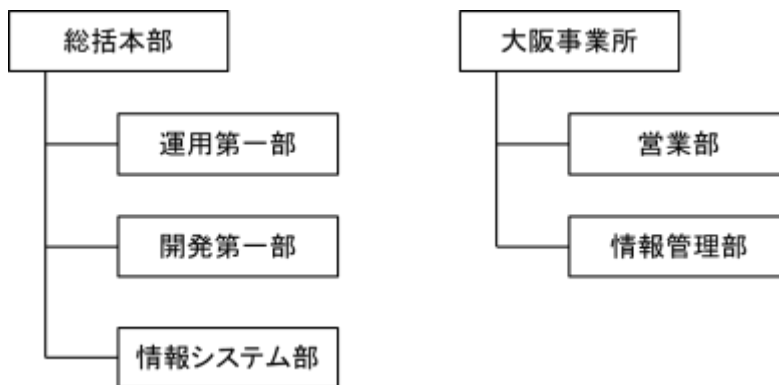 総括本部
運用第一部
開発第一部
情報システム部
大阪事業所
営業部
情報管理部